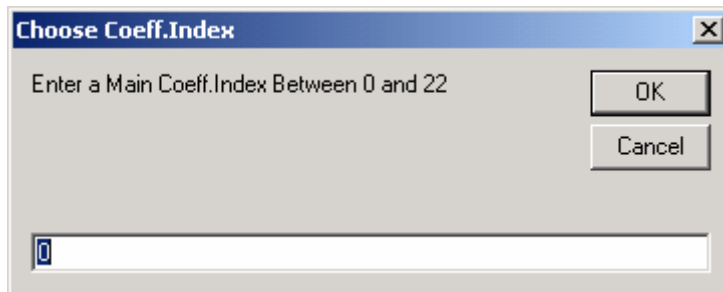 Choose Coeff.Index
Enter a Main Coeff.Index Between 0 and 22
OK
Cancel
0